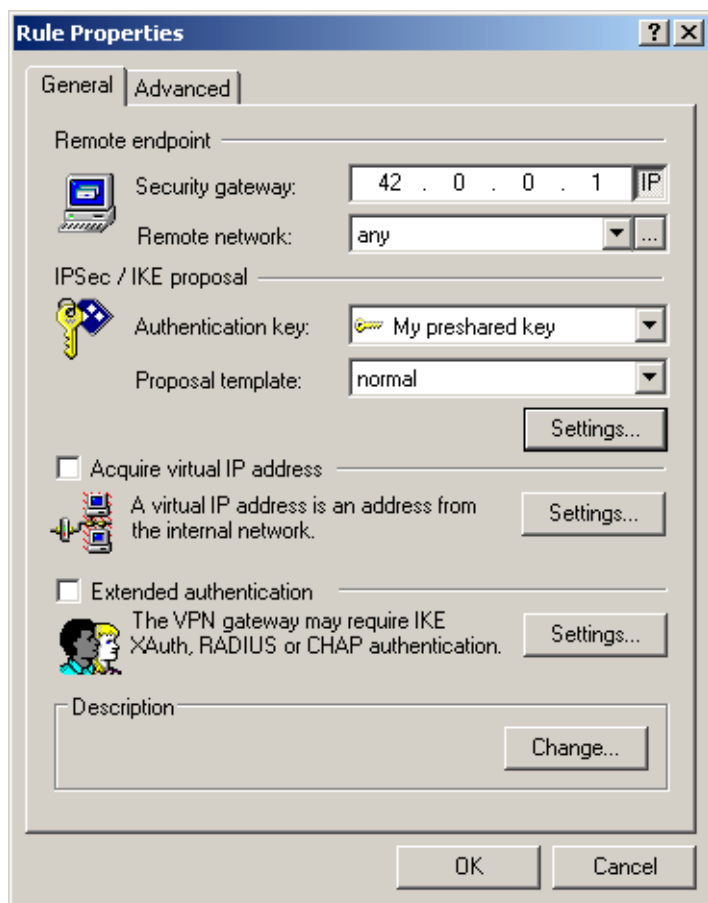 Rule Properties
General Advanced
Remote endpoint
Security gateway: 42 . 0 . 0 . 1 IP
Remote network: any ...
IPSec / IKE proposal
Authentication key: My preshared key
Proposal template: normal
Settings...
Acquire virtual IP address
A virtual IP address is an address from
the internal network.
Settings...
Extended authentication
The VPN gateway may require IKE
XAuth, RADIUS or CHAP authentication.
Settings...
Description
Change...
OK Cancel